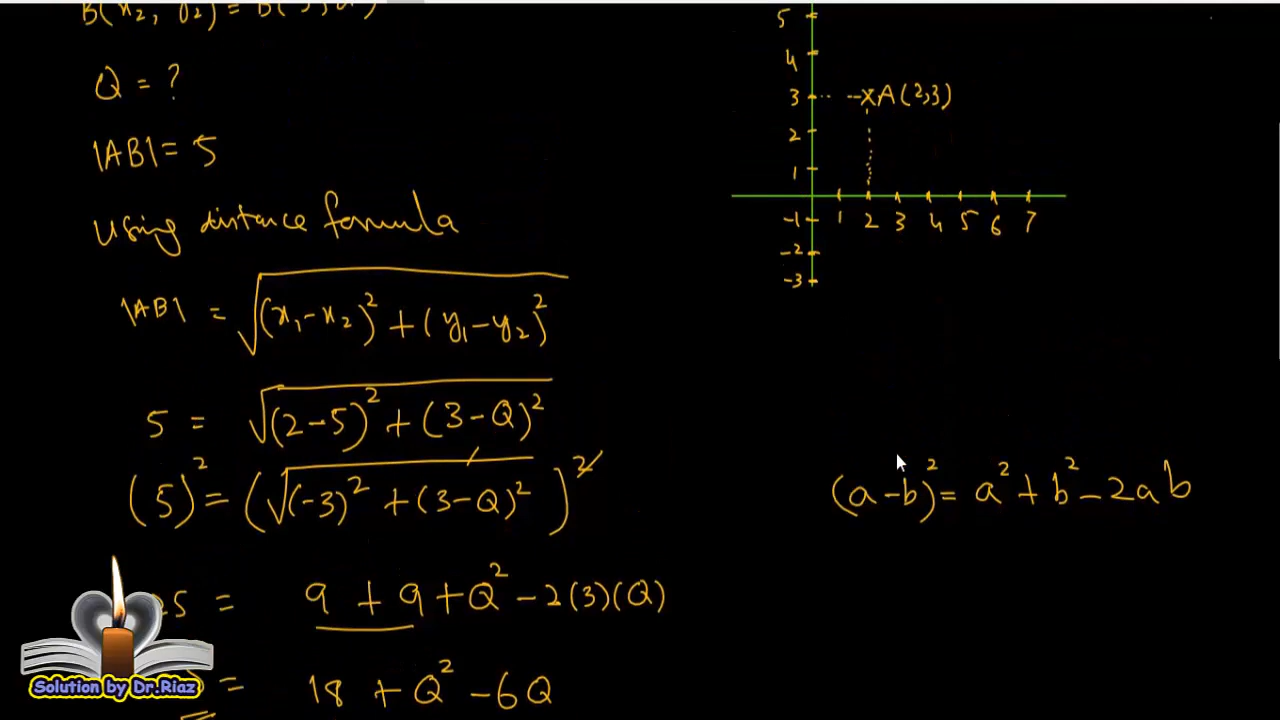 B(x₂, y₂) = B(
Q = ?
|AB| = 5
Using distance formula
|AB| = √((x₁-x₂)² + (y₁-y₂)²)
5 = √((2-5)² + (3-Q)²)
(5)² = (√((-3)² + (3-Q)²))²
25 = 9 + 9 + Q² - 2(3)(Q)
= 18 + Q² - 6Q
5
4
3 A(2,3)
2
1
-1 1 2 3 4 5 6 7
-2
-3
(a-b)² = a² + b² - 2ab
Solution by Dr.Riaz